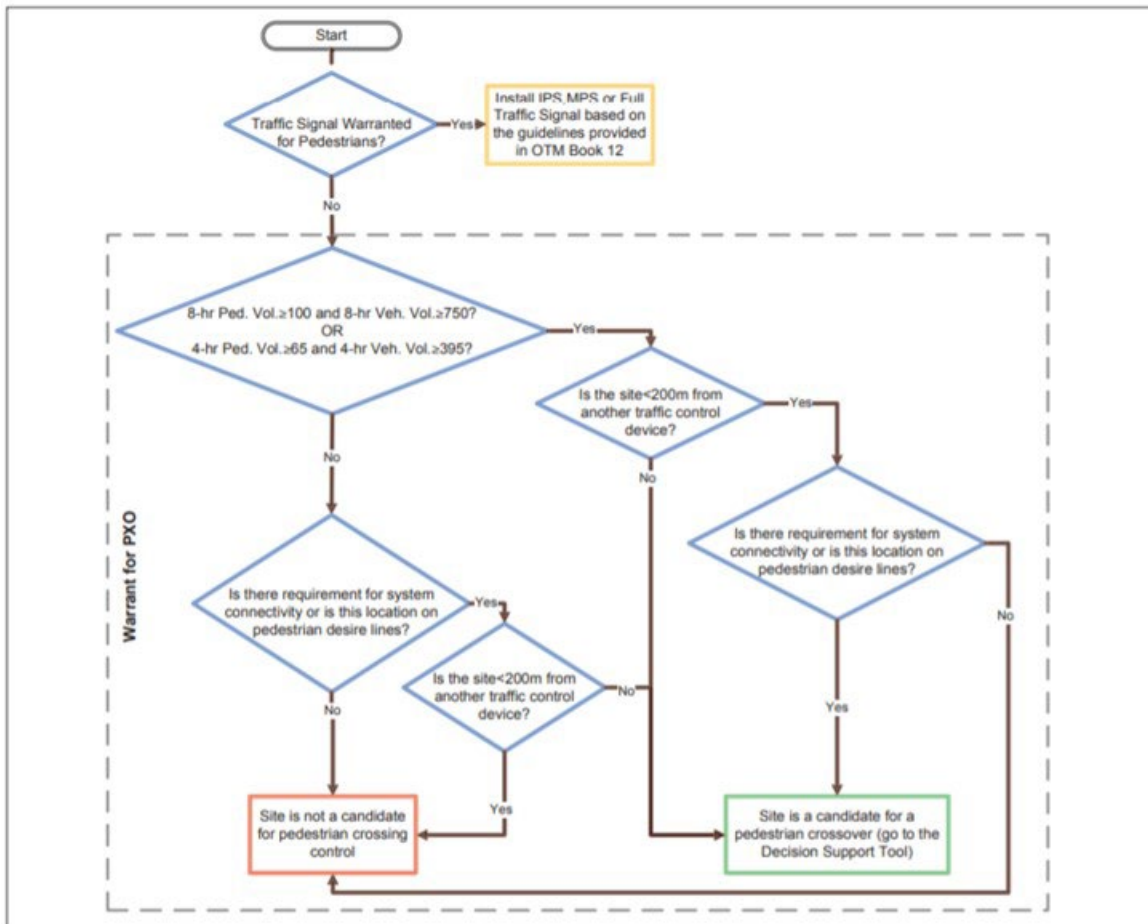 Start
Traffic Signal Warranted
for Pedestrians?
Yes
Install IPS,MPS or Full
Traffic Signal based on
the guidelines provided
in OTM Book 12
No
8-hr Ped. Vol.≥100 and 8-hr Veh. Vol.≥750?
OR
4-hr Ped. Vol.≥65 and 4-hr Veh. Vol.≥395?
Yes
Is the site<200m from
another traffic control
device?
Yes
No
No
Is there requirement for system
connectivity or is this location on
pedestrian desire lines?
No
Yes
Warrant for PXO
Is there requirement for system
connectivity or is this location on
pedestrian desire lines?
Yes
No
Is the site<200m from
another traffic control
device?
No
Yes
Site is not a candidate
for pedestrian crossing
control
Site is a candidate for a
pedestrian crossover (go to the
Decision Support Tool)